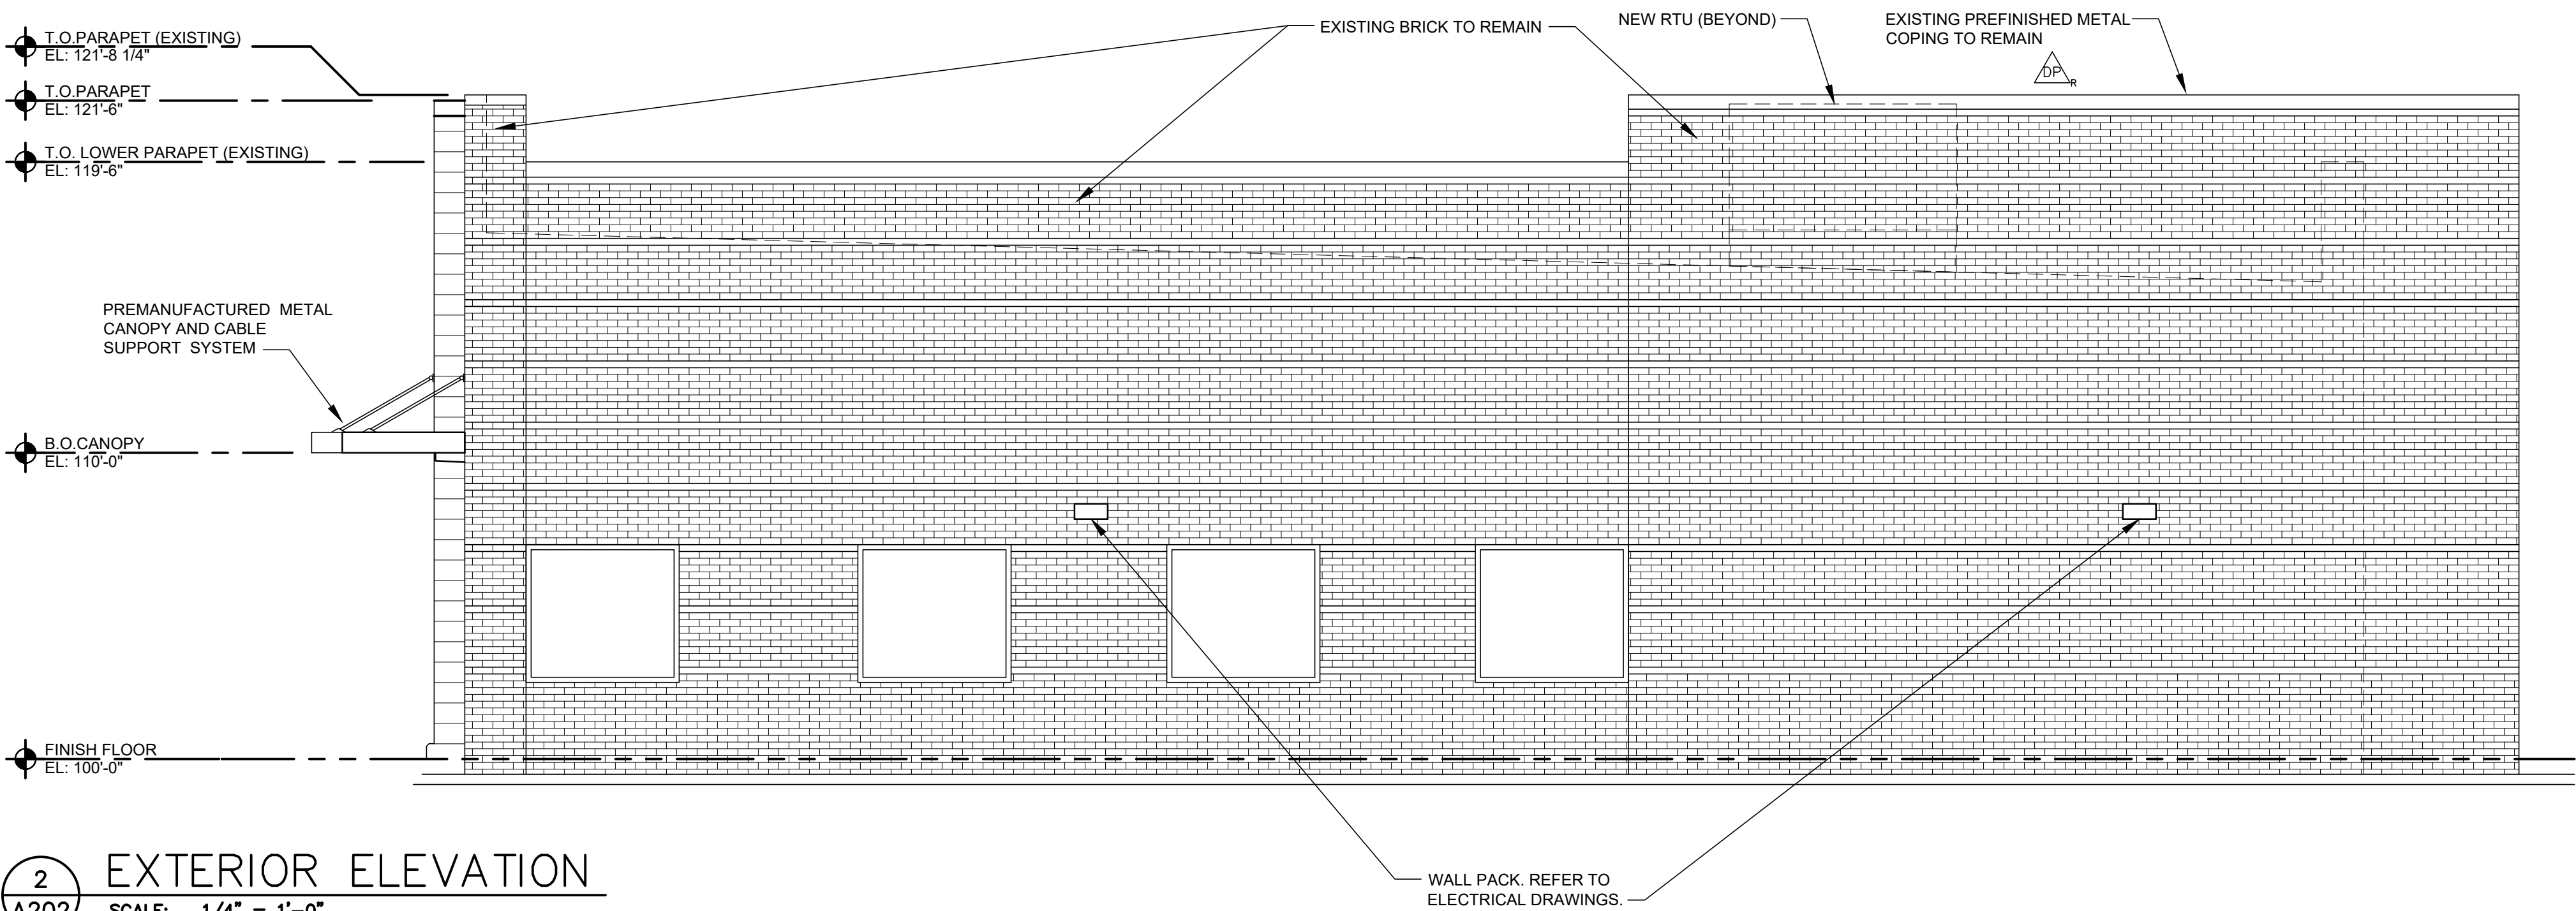 T.O.PARAPET (EXISTING)
EL: 121'-8 1/4"
T.O.PARAPET
EL: 121'-6"
T.O. LOWER PARAPET (EXISTING)
EL: 119'-6"
EXISTING BRICK TO REMAIN
NEW RTU (BEYOND)
EXISTING PREFINISHED METAL
COPING TO REMAIN
DP
R
PREMANUFACTURED METAL
CANOPY AND CABLE
SUPPORT SYSTEM
B.O.CANOPY
EL: 110'-0"
FINISH FLOOR
EL: 100'-0"
WALL PACK. REFER TO
ELECTRICAL DRAWINGS.
2
A202
EXTERIOR ELEVATION
SCALE: 1/4" = 1'-0"